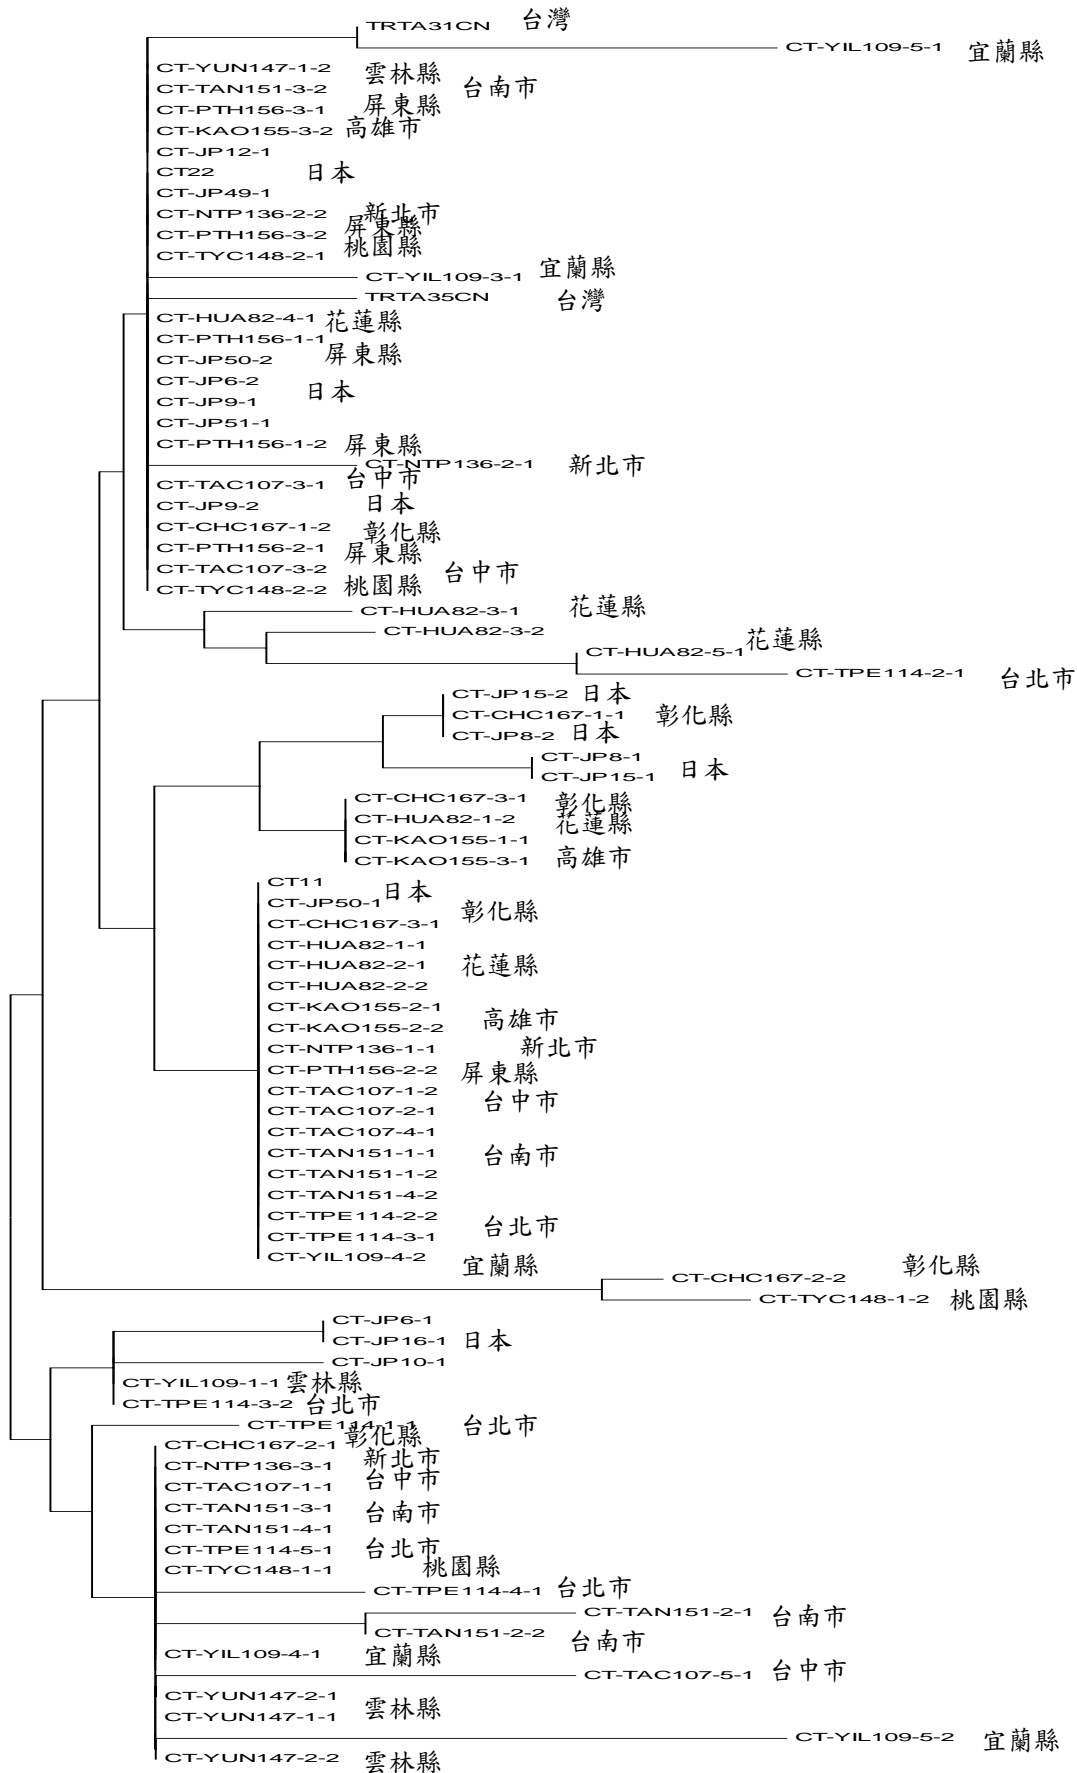 TRTA31CN 台灣
CT-YIL109-5-1 宜蘭縣
CT-YUN147-1-2 雲林縣
CT-TAN151-3-2 台南市
CT-PTH156-3-1 屏東縣
CT-KAO155-3-2 高雄市
CT-JP12-1
CT22 日本
CT-JP49-1
CT-NTP136-2-2 新北市
CT-PTH156-3-2 屏東縣
CT-TYC148-2-1 桃園縣
CT-YIL109-3-1 宜蘭縣
TRTA35CN 台灣
CT-HUA82-4-1 花蓮縣
CT-PTH156-1-1 屏東縣
CT-JP50-2
CT-JP6-2 日本
CT-JP9-1
CT-JP51-1
CT-PTH156-1-2 屏東縣
CT-NTP136-2-1 新北市
CT-TAC107-3-1 台中市
CT-JP9-2 日本
CT-CHC167-1-2 彰化縣
CT-PTH156-2-1 屏東縣
CT-TAC107-3-2 台中市
CT-TYC148-2-2 桃園縣
CT-HUA82-3-1 花蓮縣
CT-HUA82-3-2
CT-HUA82-5-1 花蓮縣
CT-TPE114-2-1 台北市
CT-JP15-2 日本
CT-CHC167-1-1 彰化縣
CT-JP8-2 日本
CT-JP8-1
CT-JP15-1 日本
CT-CHC167-3-1 彰化縣
CT-HUA82-1-2 花蓮縣
CT-KAO155-1-1
CT-KAO155-3-1 高雄市
CT11 日本
CT-JP50-1
CT-CHC167-3-1 彰化縣
CT-HUA82-1-1
CT-HUA82-2-1 花蓮縣
CT-HUA82-2-2
CT-KAO155-2-1
CT-KAO155-2-2 高雄市
CT-NTP136-1-1 新北市
CT-PTH156-2-2 屏東縣
CT-TAC107-1-2 台中市
CT-TAC107-2-1
CT-TAC107-4-1
CT-TAN151-1-1 台南市
CT-TAN151-1-2
CT-TAN151-4-2
CT-TPE114-2-2 台北市
CT-TPE114-3-1
CT-YIL109-4-2 宜蘭縣
CT-CHC167-2-2 彰化縣
CT-TYC148-1-2 桃園縣
CT-JP6-1
CT-JP16-1 日本
CT-JP10-1
CT-YIL109-1-1 雲林縣
CT-TPE114-3-2 台北市
CT-TPE114-1-1 台北市
CT-CHC167-2-1 彰化縣
CT-NTP136-3-1 新北市
CT-TAC107-1-1 台中市
CT-TAN151-3-1 台南市
CT-TAN151-4-1
CT-TPE114-5-1 台北市
CT-TYC148-1-1 桃園縣
CT-TPE114-4-1 台北市
CT-TAN151-2-1 台南市
CT-TAN151-2-2 台南市
CT-YIL109-4-1 宜蘭縣
CT-TAC107-5-1 台中市
CT-YUN147-2-1
CT-YUN147-1-1 雲林縣
CT-YIL109-5-2 宜蘭縣
CT-YUN147-2-2 雲林縣